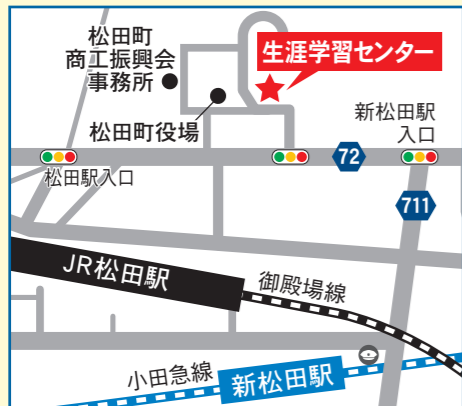 松田町
商工振興会
事務所
生涯学習センター
松田町役場
新松田駅
入口
72
松田駅入口
711
JR松田駅
御殿場線
小田急線
新松田駅